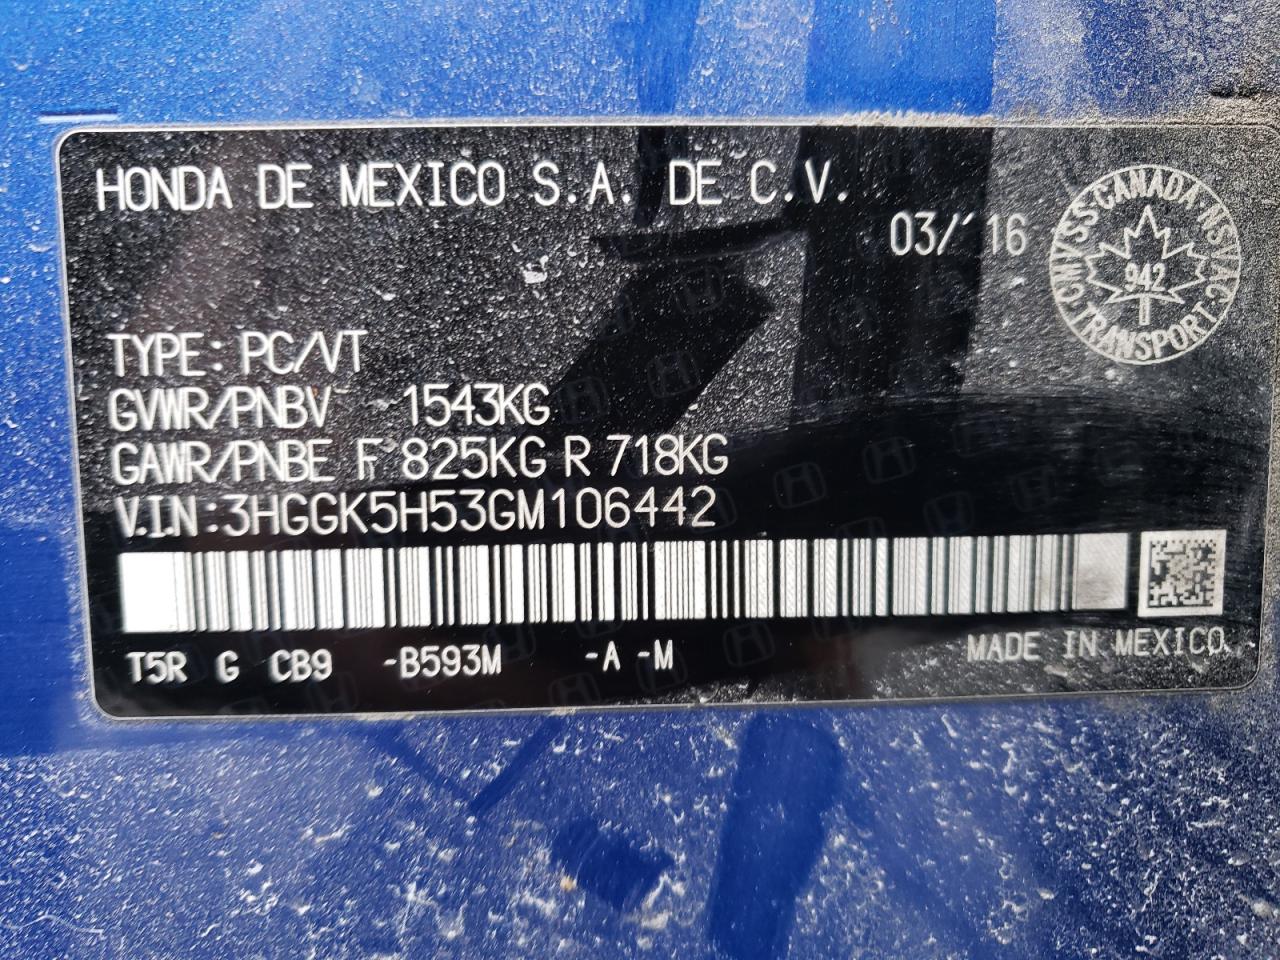 HONDA DE MEXICO S.A. DE C.V.
03/'16
CMVSS CANADA NSVAC
942
TRANSPORT
TYPE: PC/VT
GVWR/PNBV 1543KG
GAWR/PNBE F 825KG R 718KG
V.I.N:3HGGK5H53GM106442
T5R G CB9 -B593M -A -M
MADE IN MEXICO